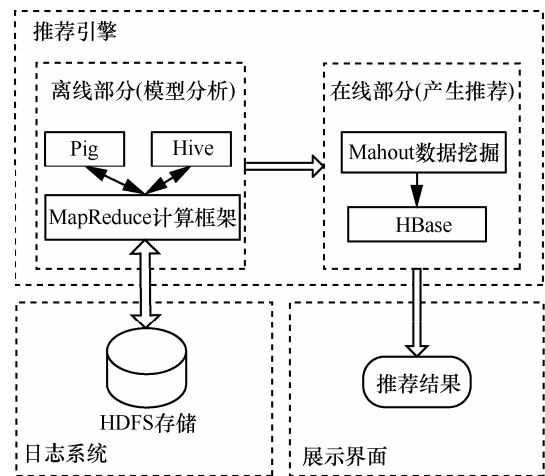 推荐引擎
离线部分(模型分析)
Pig
Hive
MapReduce计算框架
在线部分(产生推荐)
Mahout数据挖掘
HBase
HDFS存储
日志系统
推荐结果
展示界面